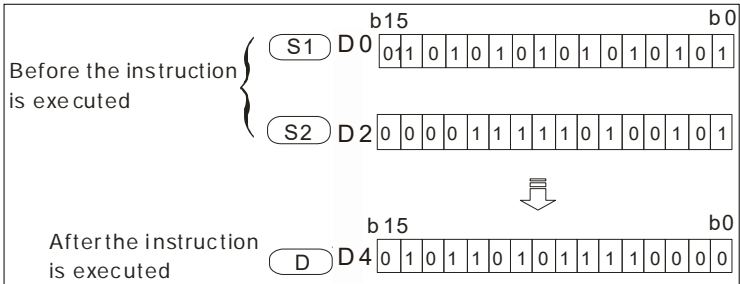 b15 b0
S1 D0 01 1 0 1 0 1 0 1 0 1 0 1 0 1 0 1
Before the instruction
is executed
S2 D2 0 0 0 0 1 1 1 1 1 0 1 0 0 1 0 1
b15 b0
After the instruction
is executed
D D4 0 1 0 1 1 0 1 0 1 1 1 1 0 0 0 0